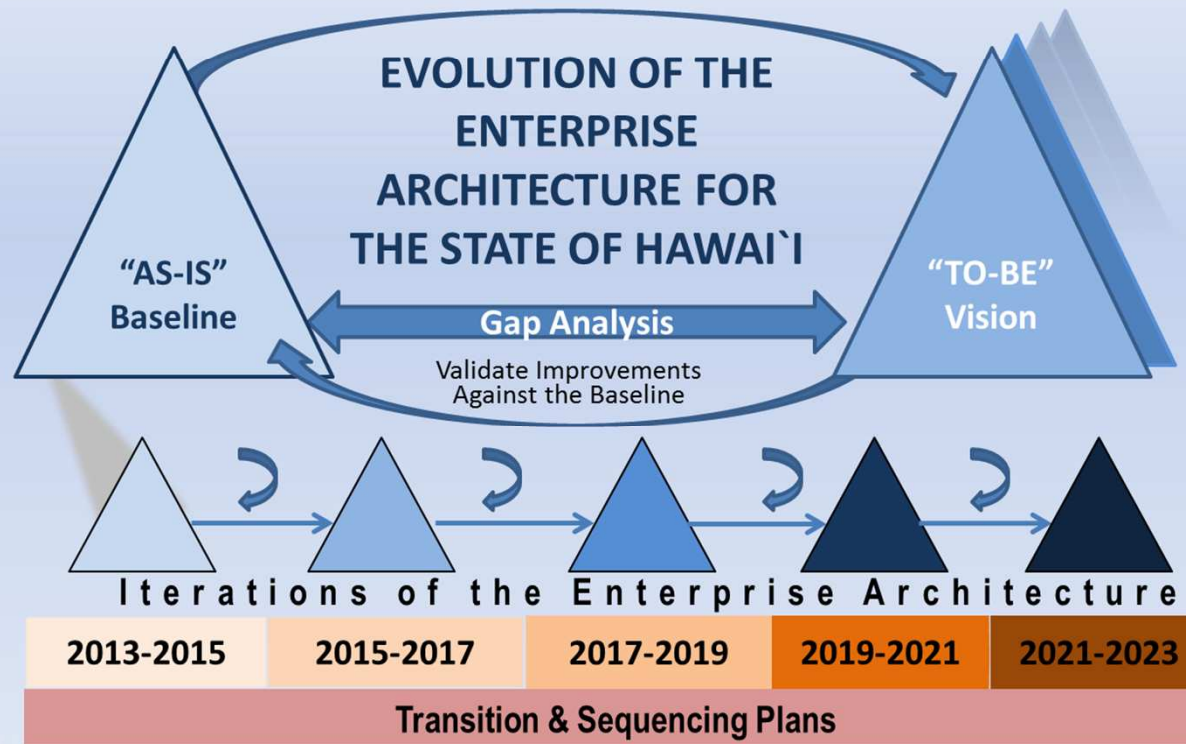 EVOLUTION OF THE
ENTERPRISE
ARCHITECTURE FOR
THE STATE OF HAWAI`I
“AS-IS”
Baseline
“TO-BE”
Vision
Gap Analysis
Validate Improvements
Against the Baseline
Iterations of the Enterprise Architecture
2013-2015
2015-2017
2017-2019
2019-2021
2021-2023
Transition & Sequencing Plans